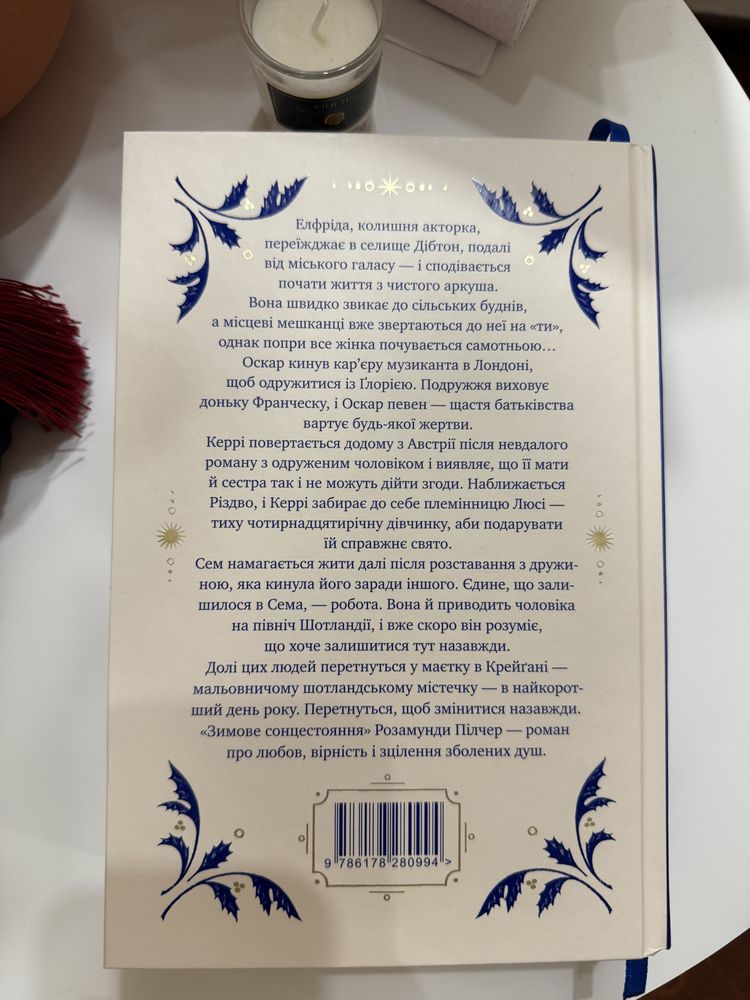 Елфріда, колишня акторка,
переїжджає в селище Дібтон, подалі
від міського галасу — і сподівається
почати життя з чистого аркуша.
Вона швидко звикає до сільських буднів,
а місцеві мешканці вже звертаються до неї на «ти»,
однак попри все жінка почувається самотньою…
Оскар кинув кар’єру музиканта в Лондоні,
щоб одружитися із Ґлорією. Подружжя виховує
доньку Франческу, і Оскар певен — щастя батьківства
вартує будь-якої жертви.
Керрі повертається додому з Австрії після невдалого
роману з одруженим чоловіком і виявляє, що її мати
й сестра так і не можуть дійти згоди. Наближається
Різдво, і Керрі забирає до себе племінницю Люсі —
тиху чотирнадцятирічну дівчинку, аби подарувати
їй справжнє свято.
Сем намагається жити далі після розставання з дружи-
ною, яка кинула його заради іншого. Єдине, що зали-
шилося в Сема, — робота. Вона й приводить чоловіка
на північ Шотландії, і вже скоро він розуміє,
що хоче залишитися тут назавжди.
Долі цих людей перетнуться у маєтку в Крейґані —
мальовничому шотландському містечку — в найкорот-
ший день року. Перетнуться, щоб змінитися назавжди.
«Зимове сонцестояння» Розамунди Пілчер — роман
про любов, вірність і зцілення зболених душ.
9 786178 280994 >